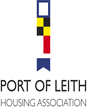 PORT OF LEITH
HOUSING ASSOCIATION